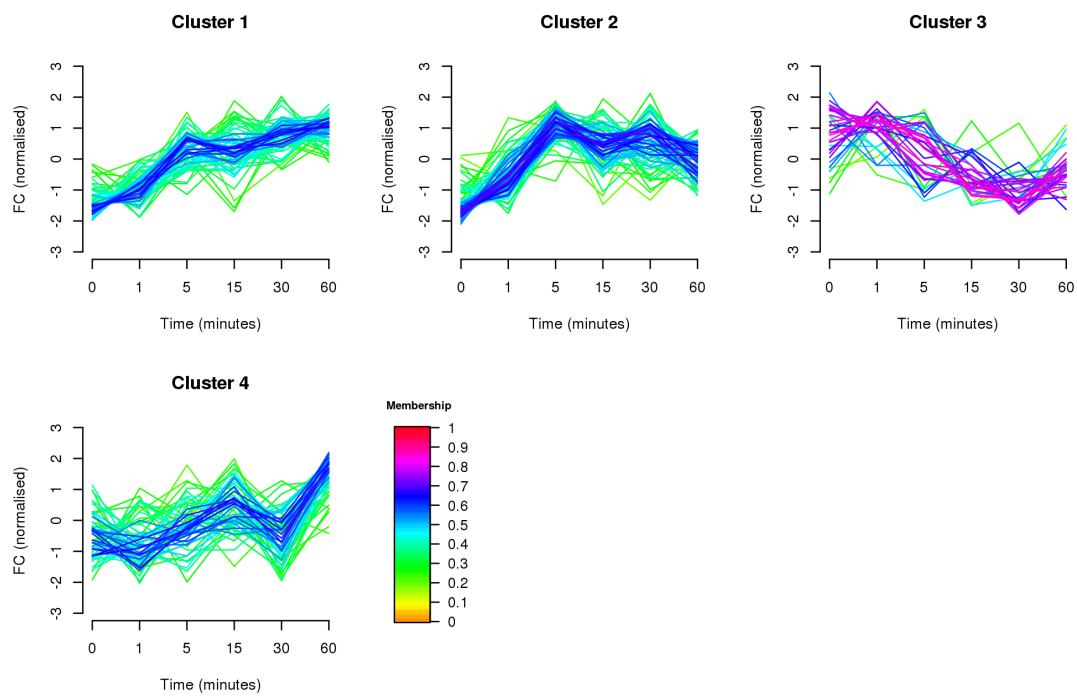 Cluster 1
FC (normalised)
3
2
1
0
-1
-2
-3
0 1 5 15 30 60
Time (minutes)
Cluster 2
FC (normalised)
3
2
1
0
-1
-2
-3
0 1 5 15 30 60
Time (minutes)
Cluster 3
FC (normalised)
3
2
1
0
-1
-2
-3
0 1 5 15 30 60
Time (minutes)
Cluster 4
FC (normalised)
3
2
1
0
-1
-2
-3
0 1 5 15 30 60
Time (minutes)
Membership
1
0.9
0.8
0.7
0.6
0.5
0.4
0.3
0.2
0.1
0